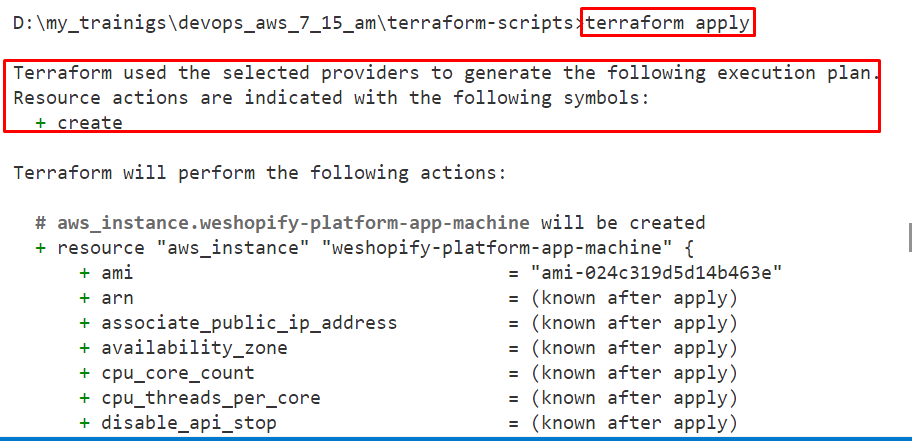 D:\my_trainigs\devops_aws_7_15_am\terraform-scripts>terraform apply
Terraform used the selected providers to generate the following execution plan.
Resource actions are indicated with the following symbols:
+ create
Terraform will perform the following actions:
# aws_instance.weshopify-platform-app-machine will be created
+ resource "aws_instance" "weshopify-platform-app-machine" {
+ ami = "ami-024c319d5d14b463e"
+ arn = (known after apply)
+ associate_public_ip_address = (known after apply)
+ availability_zone = (known after apply)
+ cpu_core_count = (known after apply)
+ cpu_threads_per_core = (known after apply)
+ disable_api_stop = (known after apply)